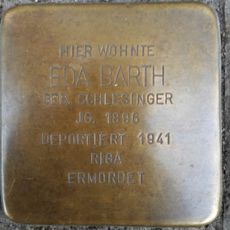 HIER WOHNTE
EDA BARTH
GEB. SCHLESINGER
JG. 1896
DEPORTIERT 1941
RIGA
ERMORDET